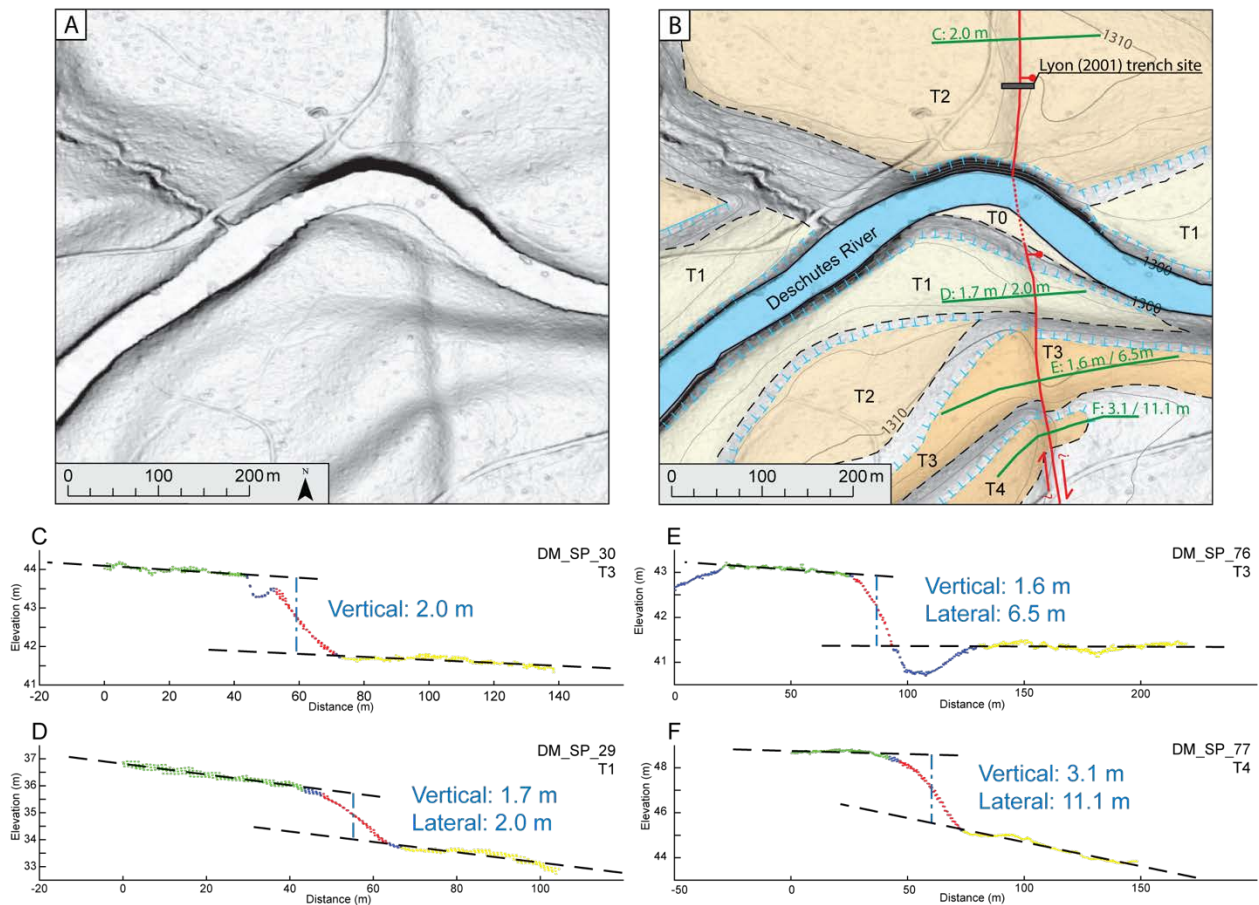 A
0 100 200 m
N
B
C: 2.0 m
1310
Lyon (2001) trench site
T2
T0
T1
T1
Deschutes River
1300
T1
D: 1.7 m / 2.0 m
1300
T3
E: 1.6 m / 6.5m
T2
1310
F: 3.1 / 11.1 m
T3
T4
? ?
0 100 200 m
C
DM_SP_30
T3
Elevation (m)
44
43
42
41
Vertical: 2.0 m
-20 0 20 40 60 80 100 120 140
Distance (m)
E
DM_SP_76
T3
Elevation (m)
43
42
41
Vertical: 1.6 m
Lateral: 6.5 m
0 50 100 150 200
Distance (m)
D
DM_SP_29
T1
Elevation (m)
37
36
35
34
33
Vertical: 1.7 m
Lateral: 2.0 m
0 20 40 60 80 100
Distance (m)
F
DM_SP_77
T4
Elevation (m)
48
46
44
Vertical: 3.1 m
Lateral: 11.1 m
-50 0 50 100 150
Distance (m)